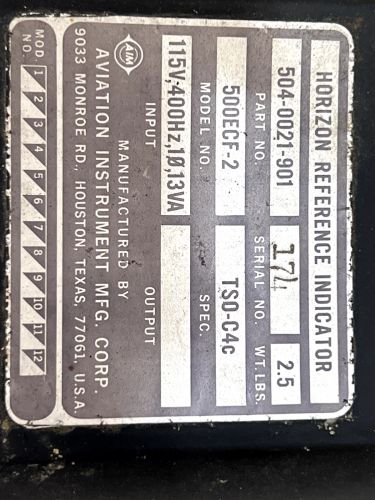 HORIZON REFERENCE INDICATOR
504-0021-901 174 2.5
PART NO. SERIAL NO. WT. LBS.
500ECF-2 TSO-C4c
MODEL NO. SPEC.
115V,400Hz,1Ø,13VA
INPUT OUTPUT
AIM
MANUFACTURED BY
AVIATION INSTRUMENT MFG. CORP.
9033 MONROE RD., HOUSTON, TEXAS, 77061 U.S.A.
MOD. NO. 1 2 3 4 5 6 7 8 9 10 11 12